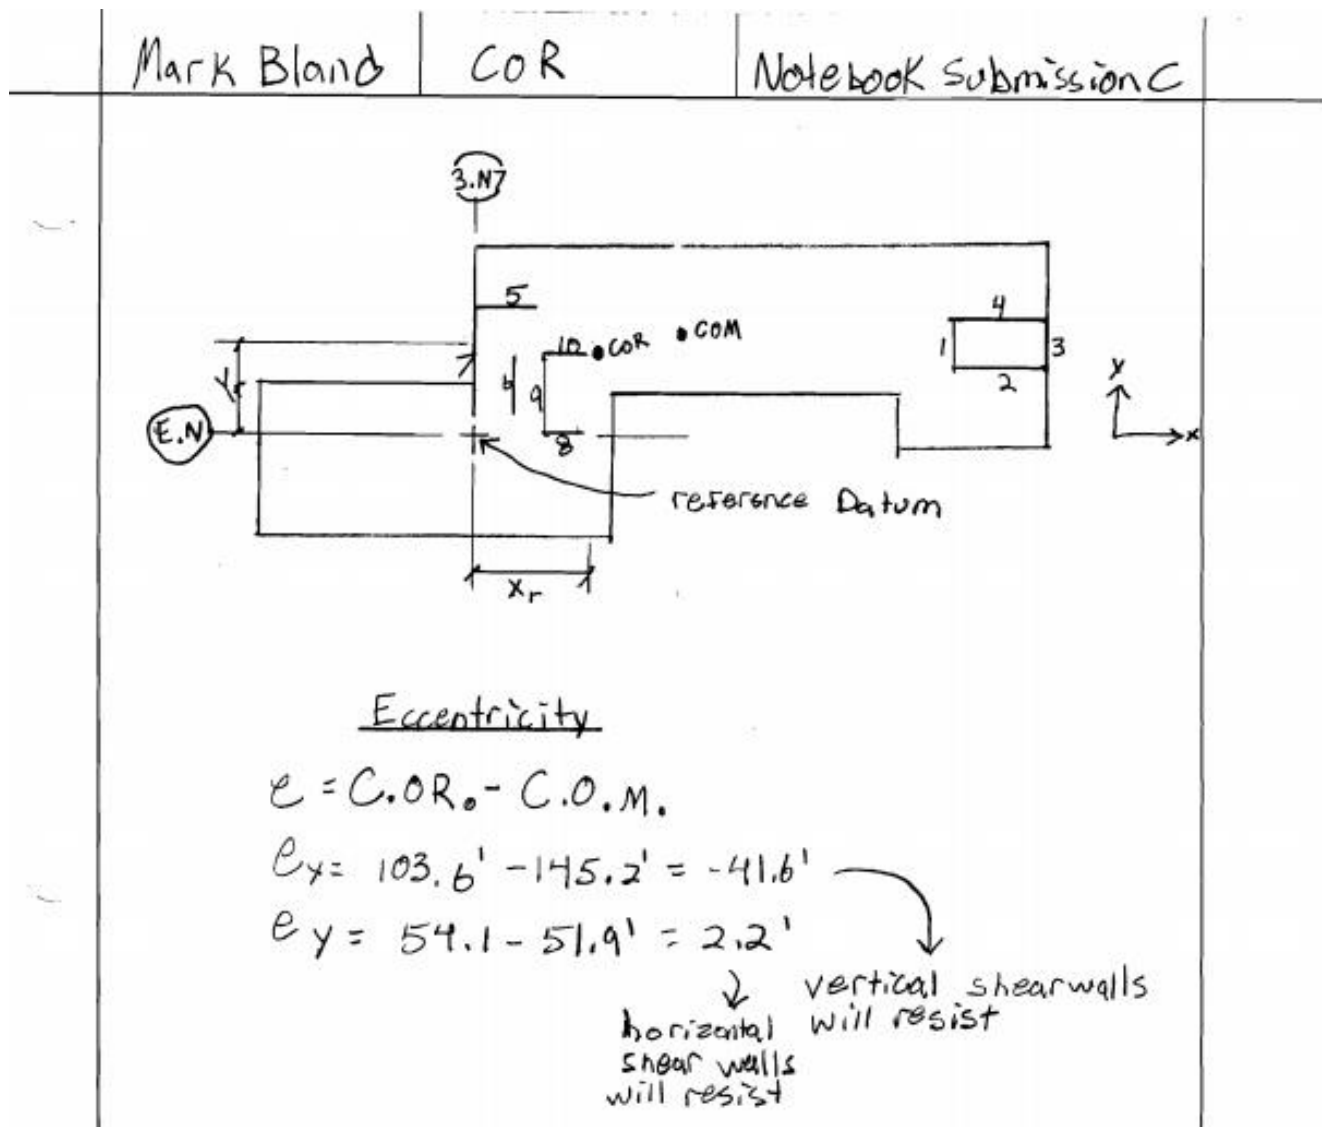 Mark Bland COR Notebook Submission C
3.N7
5
4
10 COR COM
1 3
Yr 6 9
2
y
E.N 8 x
reference Datum
xr
Eccentricity
e = C.OR. - C.O.M.
ex = 103.6' - 145.2' = -41.6'
ey = 54.1 - 51.9' = 2.2'
vertical shearwalls
will resist
horizontal
shear walls
will resist